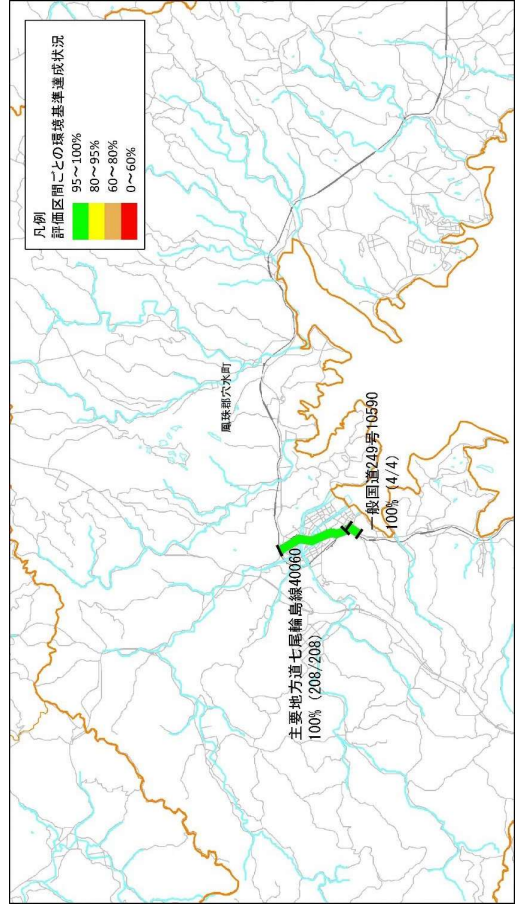 凡例
評価区間ごとの環境基準達成状況
95～100%
80～95%
60～80%
0～60%
鳳珠郡穴水町
主要地方道七尾輪島線40060
100% (208/208)
一般国道249号10590
100% (4/4)